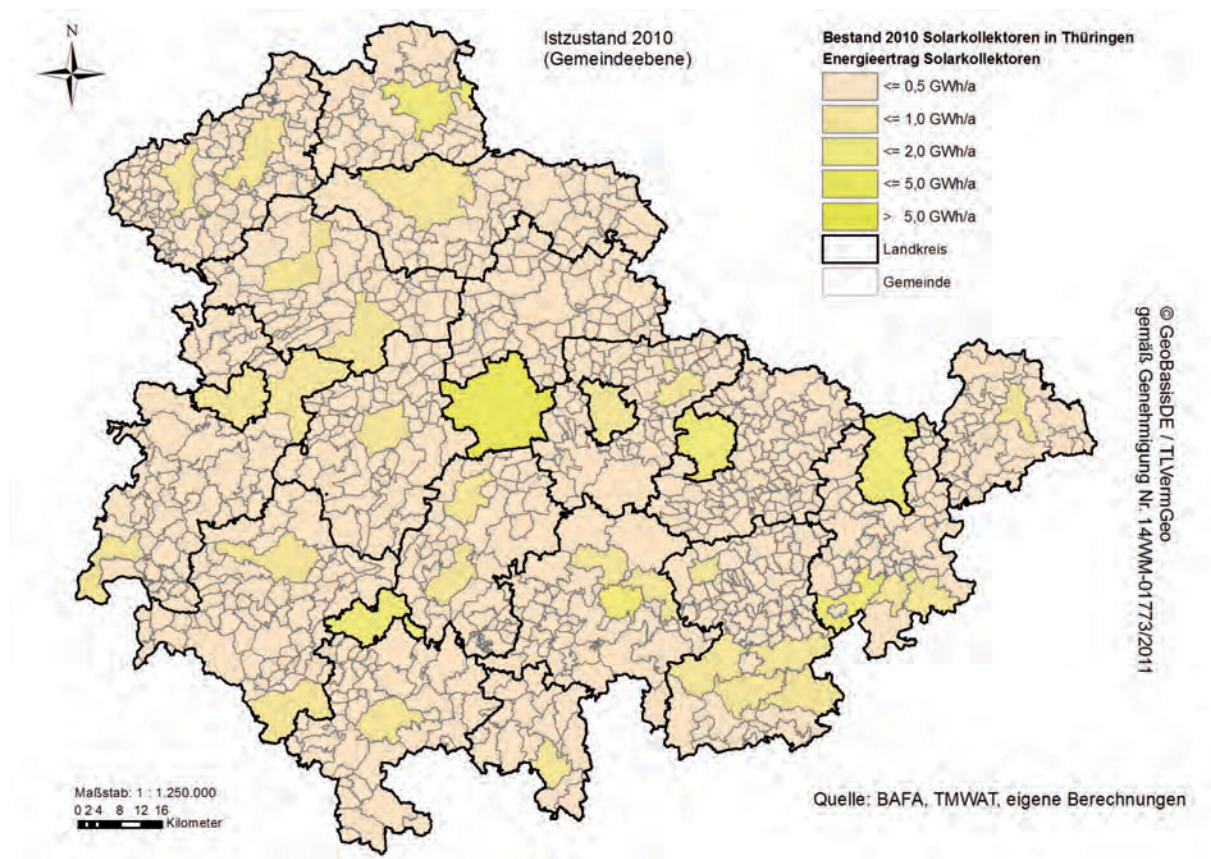 N
Istzustand 2010
(Gemeindeebene)
Bestand 2010 Solarkollektoren in Thüringen
Energieertrag Solarkollektoren
<= 0,5 GWh/a
<= 1,0 GWh/a
<= 2,0 GWh/a
<= 5,0 GWh/a
> 5,0 GWh/a
Landkreis
Gemeinde
© GeoBasisDE / TLVermGeo
gemäß Genehmigung Nr. 14/WM-01773/2011
Maßstab: 1 : 1.250.000
0 2 4 8 12 16
Kilometer
Quelle: BAFA, TMWAT, eigene Berechnungen